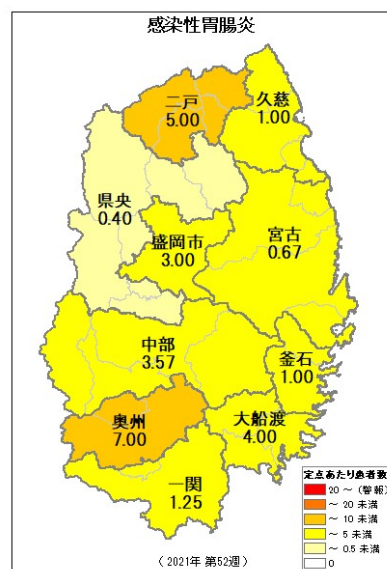 感染性胃腸炎
二戸
5.00
久慈
1.00
県央
0.40
盛岡市
3.00
宮古
0.67
中部
3.57
釜石
1.00
奥州
7.00
大船渡
4.00
一関
1.25
定点あたり患者数
20 ～ (警報)
～ 20 未満
～ 10 未満
～ 5 未満
～ 0.5 未満
0
（ 2021年 第52週 ）